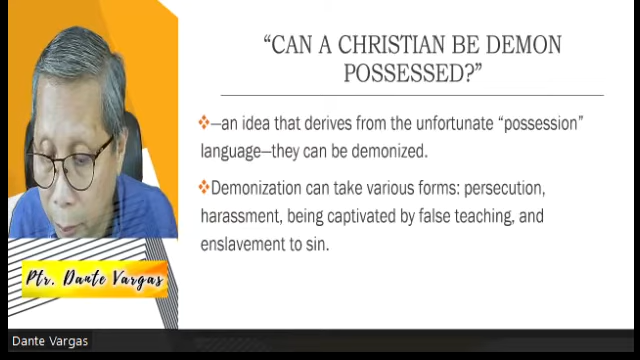 “CAN A CHRISTIAN BE DEMON
POSSESSED?”
❖—an idea that derives from the unfortunate “possession”
language—they can be demonized.
❖Demonization can take various forms: persecution,
harassment, being captivated by false teaching, and
enslavement to sin.
Ptr. Dante Vargas
Dante Vargas